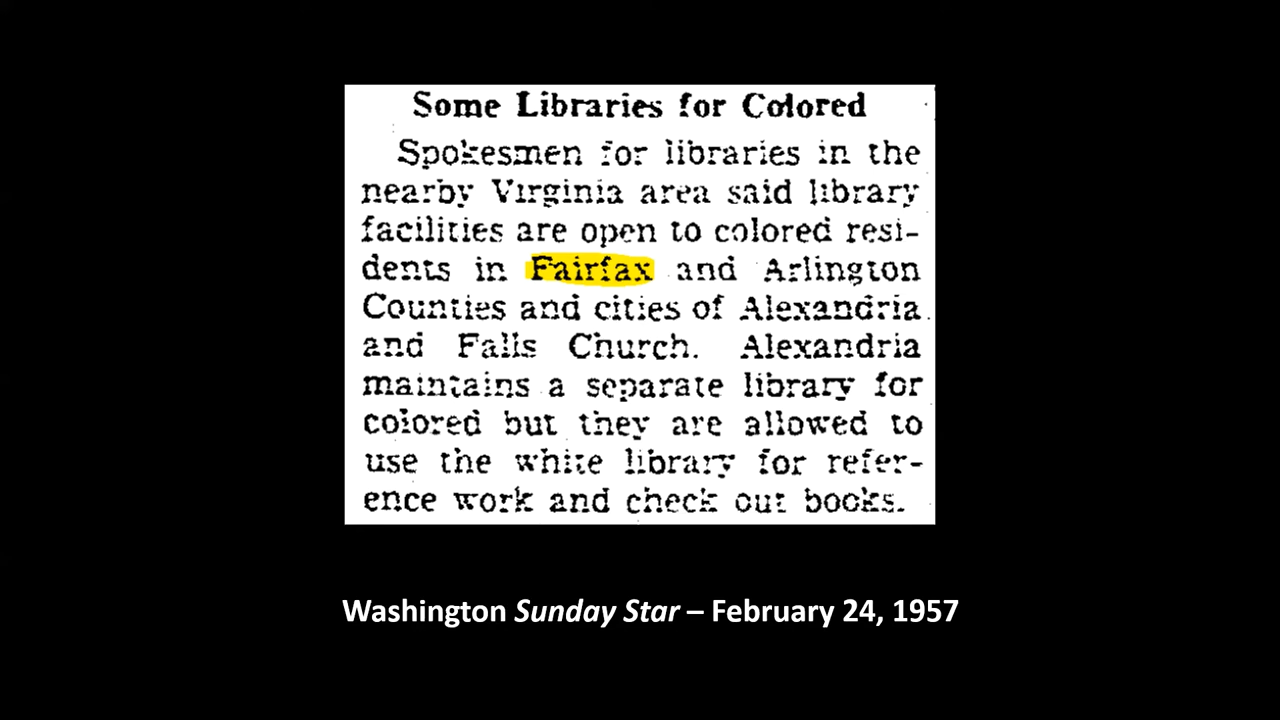 Some Libraries for Colored
Spokesmen for libraries in the
nearby Virginia area said library
facilities are open to colored resi-
dents in Fairfax and Arlington
Counties and cities of Alexandria
and Falls Church. Alexandria
maintains a separate library for
colored but they are allowed to
use the white library for refer-
ence work and check out books.
Washington Sunday Star – February 24, 1957